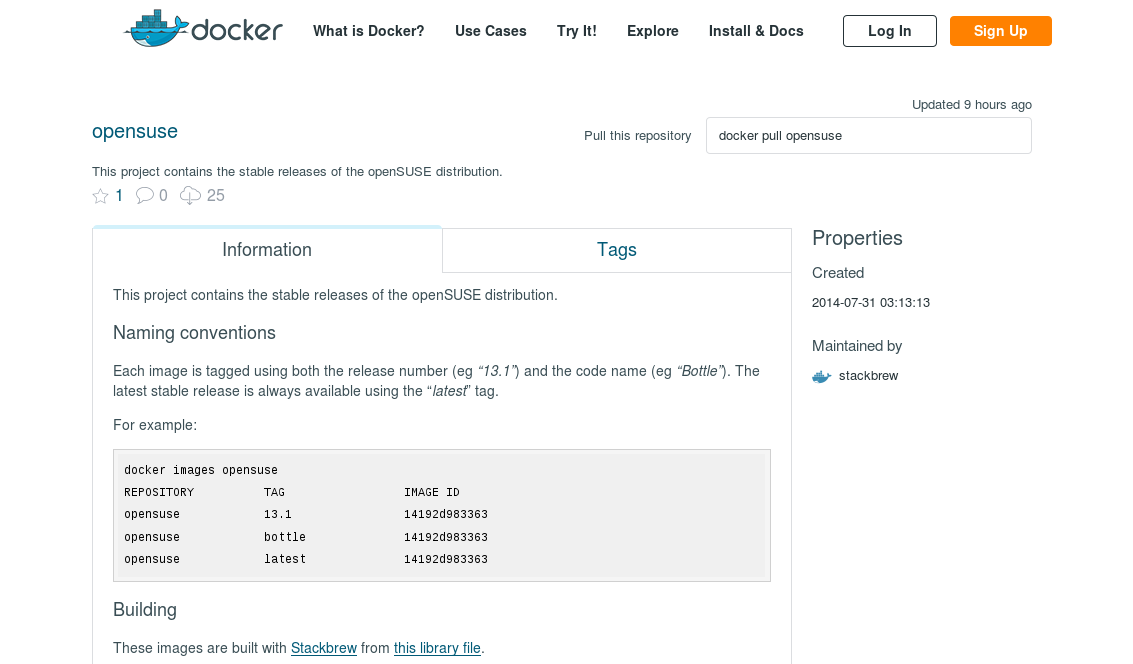 docker What is Docker? Use Cases Try It! Explore Install & Docs Log In Sign Up
Updated 9 hours ago
opensuse Pull this repository docker pull opensuse
This project contains the stable releases of the openSUSE distribution.
1 0 25
Information Tags
Properties
Created
2014-07-31 03:13:13
Maintained by
stackbrew
This project contains the stable releases of the openSUSE distribution.
Naming conventions
Each image is tagged using both the release number (eg “13.1”) and the code name (eg “Bottle”). The
latest stable release is always available using the “latest” tag.
For example:
docker images opensuse
REPOSITORY TAG IMAGE ID
opensuse 13.1 14192d983363
opensuse bottle 14192d983363
opensuse latest 14192d983363
Building
These images are built with Stackbrew from this library file.